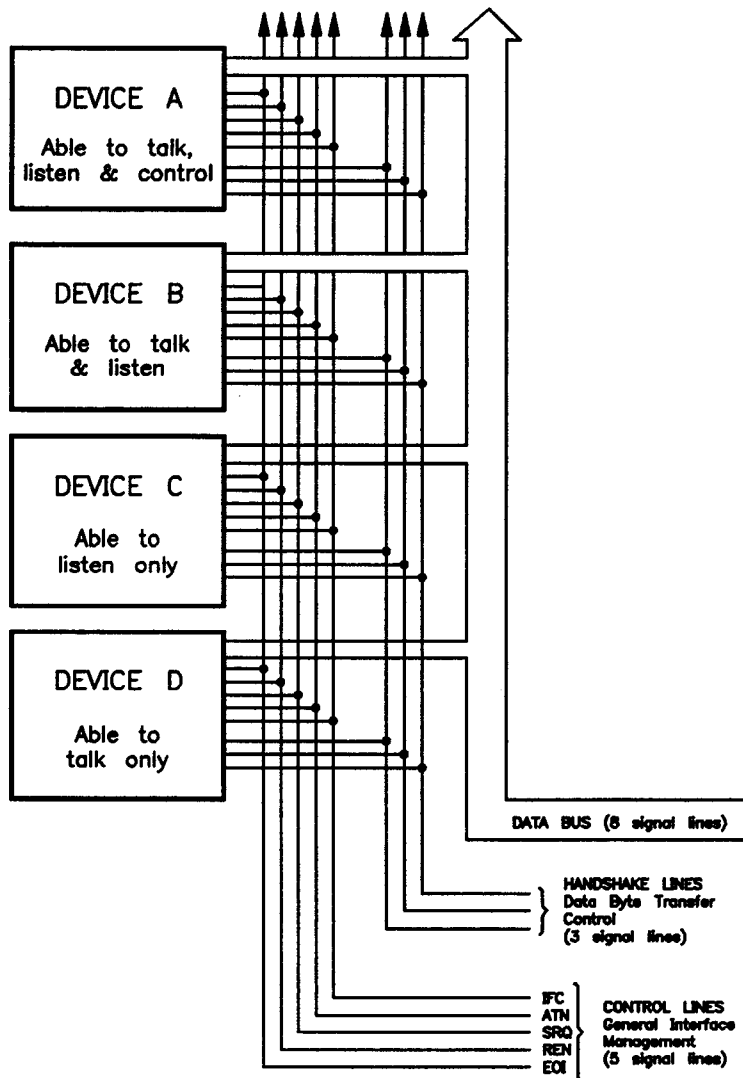 DEVICE A
Able to talk,
listen & control
DEVICE B
Able to talk
& listen
DEVICE C
Able to
listen only
DEVICE D
Able to
talk only
DATA BUS (8 signal lines)
HANDSHAKE LINES
Data Byte Transfer
Control
(3 signal lines)
IFC
ATN
SRQ
REN
EOI
CONTROL LINES
General Interface
Management
(5 signal lines)